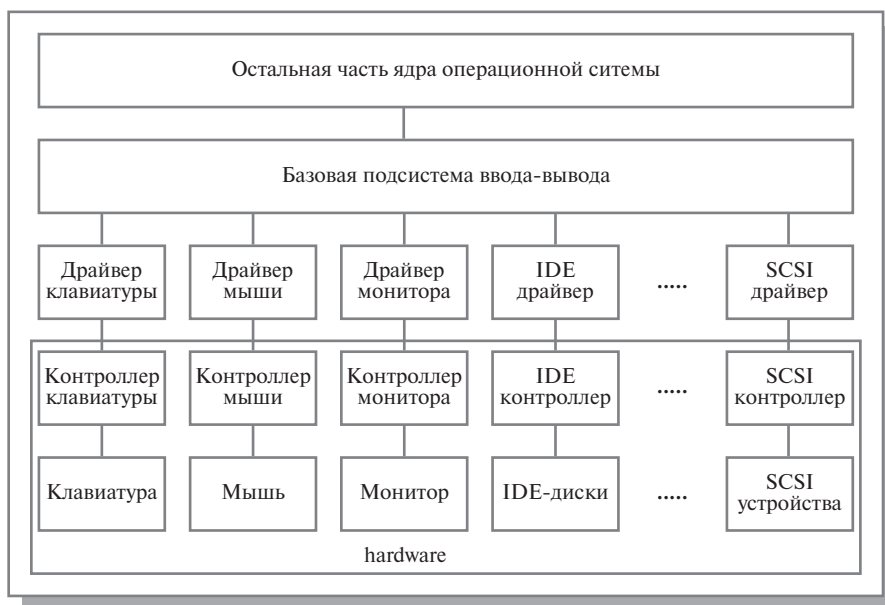 Остальная часть ядра операционной ситемы
Базовая подсистема ввода-вывода
Драйвер
клавиатуры
Драйвер
мыши
Драйвер
монитора
IDE
драйвер
.....
SCSI
драйвер
Контроллер
клавиатуры
Контроллер
мыши
Контроллер
монитора
IDE
контроллер
.....
SCSI
контроллер
Клавиатура
Мышь
Монитор
IDE-диски
.....
SCSI
устройства
hardware